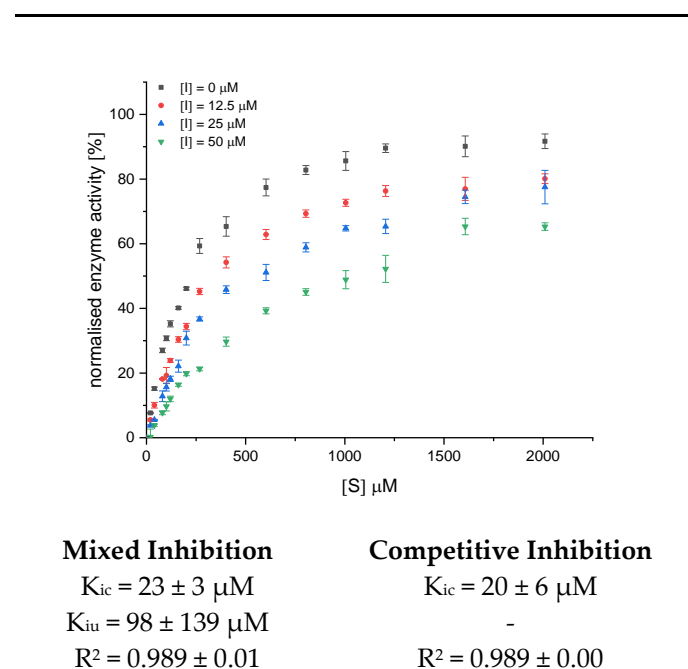 [I] = 0 μM
[I] = 12.5 μM
[I] = 25 μM
[I] = 50 μM
normalised enzyme activity [%]
100
80
60
40
20
0
0 500 1000 1500 2000
[S] μM
Mixed Inhibition Competitive Inhibition
Kic = 23 ± 3 μM Kic = 20 ± 6 μM
Kiu = 98 ± 139 μM -
R² = 0.989 ± 0.01 R² = 0.989 ± 0.00